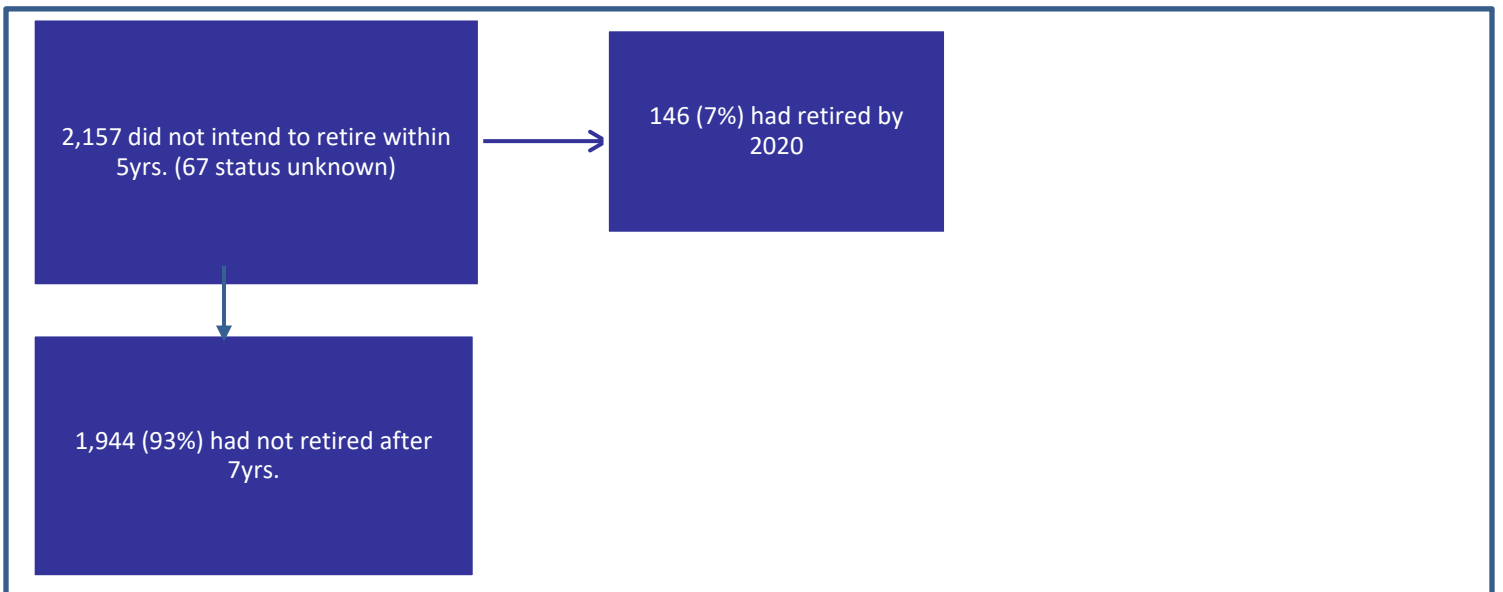 2,157 did not intend to retire within
5yrs. (67 status unknown)
146 (7%) had retired by
2020
1,944 (93%) had not retired after
7yrs.